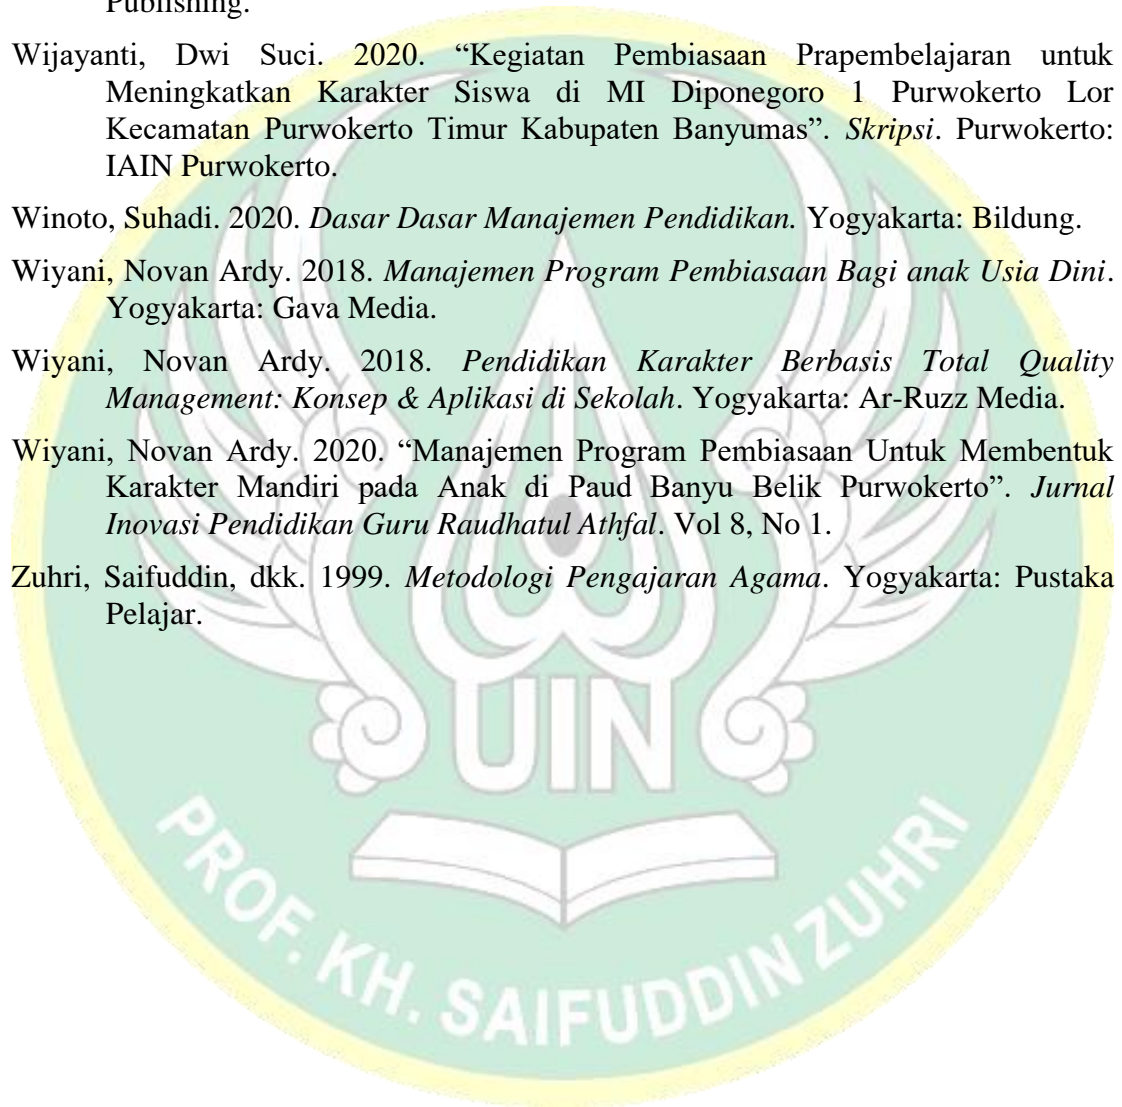 Publishing.
Wijayanti, Dwi Suci. 2020. “Kegiatan Pembiasaan Prapembelajaran untuk
Meningkatkan Karakter Siswa di MI Diponegoro 1 Purwokerto Lor
Kecamatan Purwokerto Timur Kabupaten Banyumas”. Skripsi. Purwokerto:
IAIN Purwokerto.
Winoto, Suhadi. 2020. Dasar Dasar Manajemen Pendidikan. Yogyakarta: Bildung.
Wiyani, Novan Ardy. 2018. Manajemen Program Pembiasaan Bagi anak Usia Dini.
Yogyakarta: Gava Media.
Wiyani, Novan Ardy. 2018. Pendidikan Karakter Berbasis Total Quality
Management: Konsep & Aplikasi di Sekolah. Yogyakarta: Ar-Ruzz Media.
Wiyani, Novan Ardy. 2020. “Manajemen Program Pembiasaan Untuk Membentuk
Karakter Mandiri pada Anak di Paud Banyu Belik Purwokerto”. Jurnal
Inovasi Pendidikan Guru Raudhatul Athfal. Vol 8, No 1.
Zuhri, Saifuddin, dkk. 1999. Metodologi Pengajaran Agama. Yogyakarta: Pustaka
Pelajar.
UIN
PROF. KH. SAIFUDDIN ZUHRI